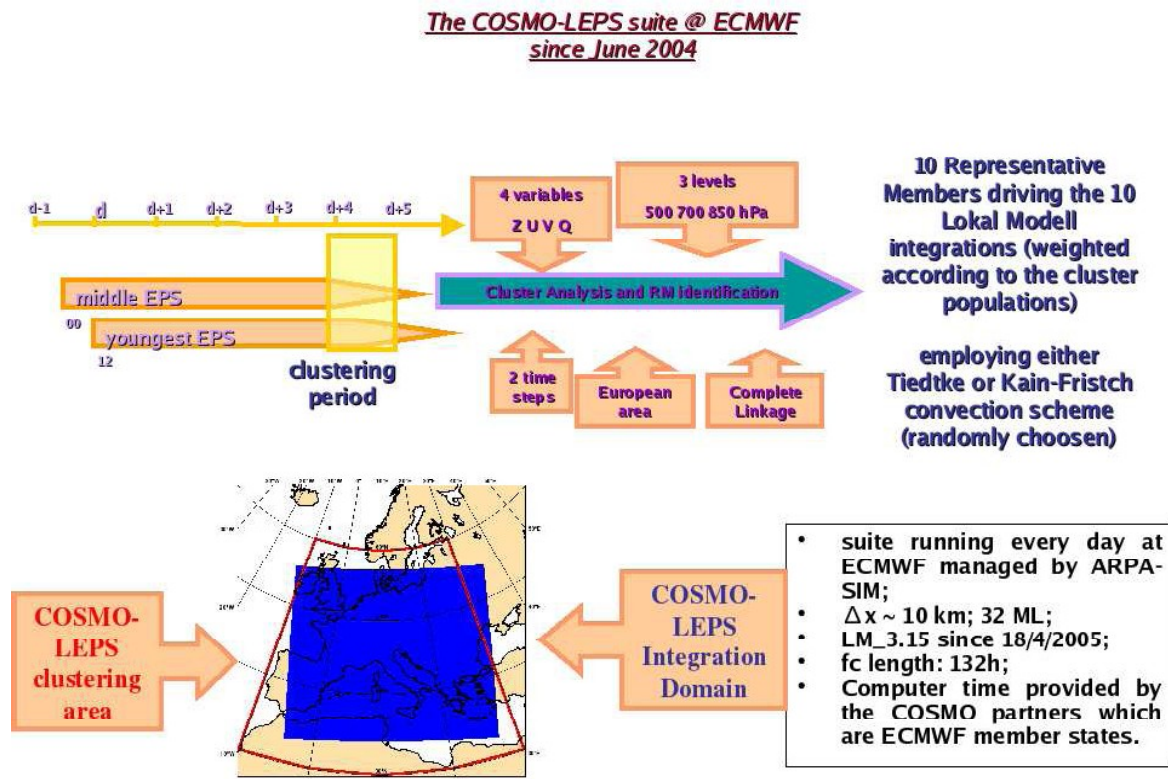 The COSMO-LEPS suite @ ECMWF
since June 2004
d-1
d
d+1
d+2
d+3
d+4
d+5
middle EPS
00
youngest EPS
12
clustering
period
4 variables
Z U V Q
3 levels
500 700 850 hPa
Cluster Analysis and RM identification
2 time
steps
European
area
Complete
Linkage
10 Representative
Members driving the 10
Lokal Modell
integrations (weighted
according to the cluster
populations)
employing either
Tiedtke or Kain-Fristch
convection scheme
(randomly choosen)
COSMO-
LEPS
clustering
area
COSMO-
LEPS
Integration
Domain
• suite running every day at
ECMWF managed by ARPA-
SIM;
• Δx ~ 10 km; 32 ML;
• LM_3.15 since 18/4/2005;
• fc length: 132h;
• Computer time provided by
the COSMO partners which
are ECMWF member states.